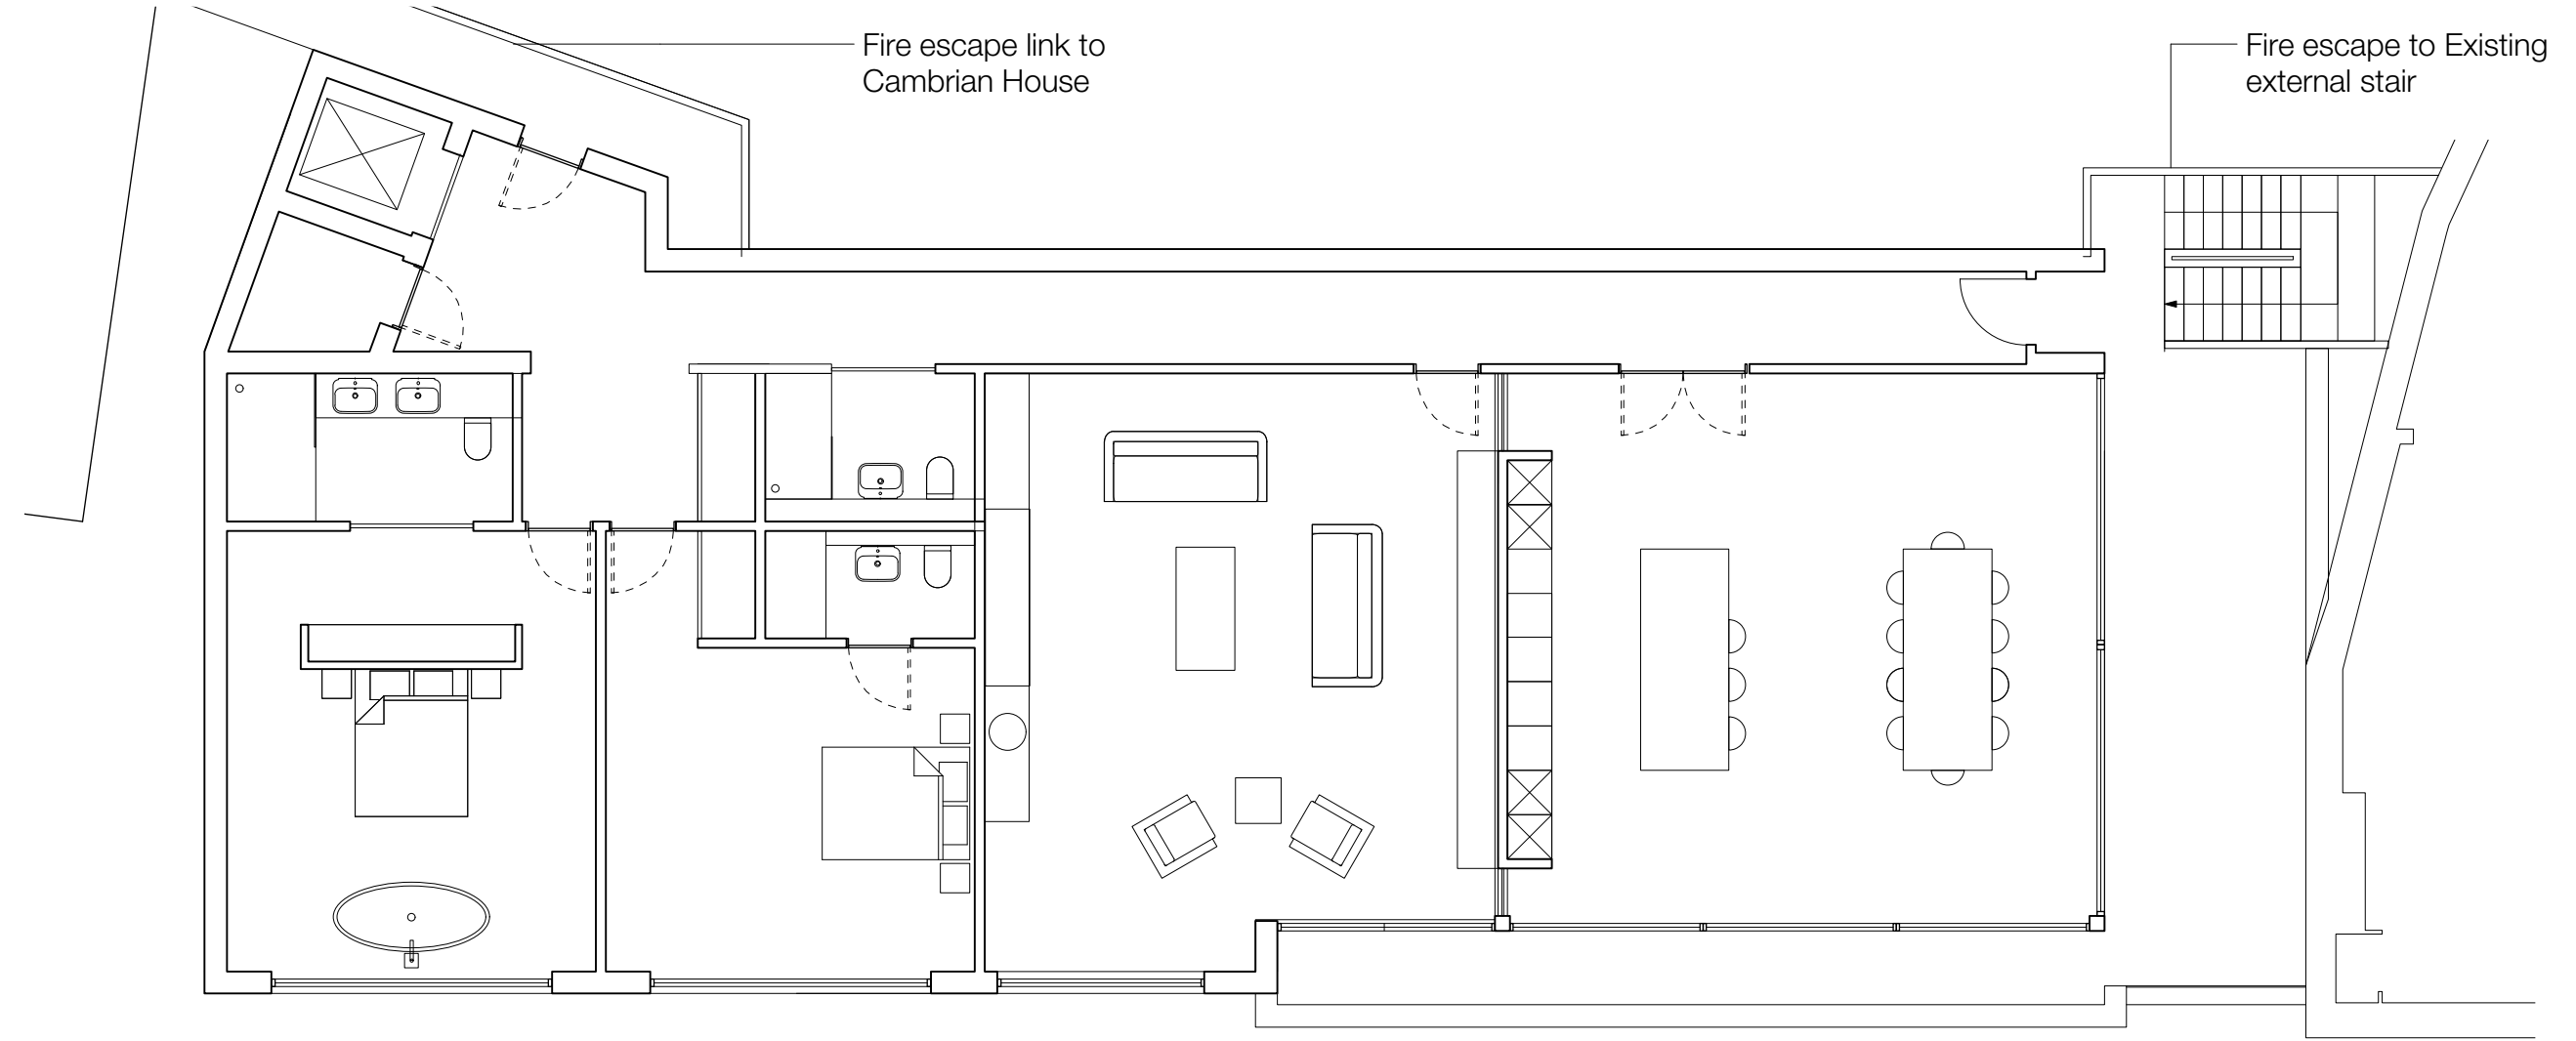 Fire escape link to
Cambrian House
Fire escape to Existing
external stair